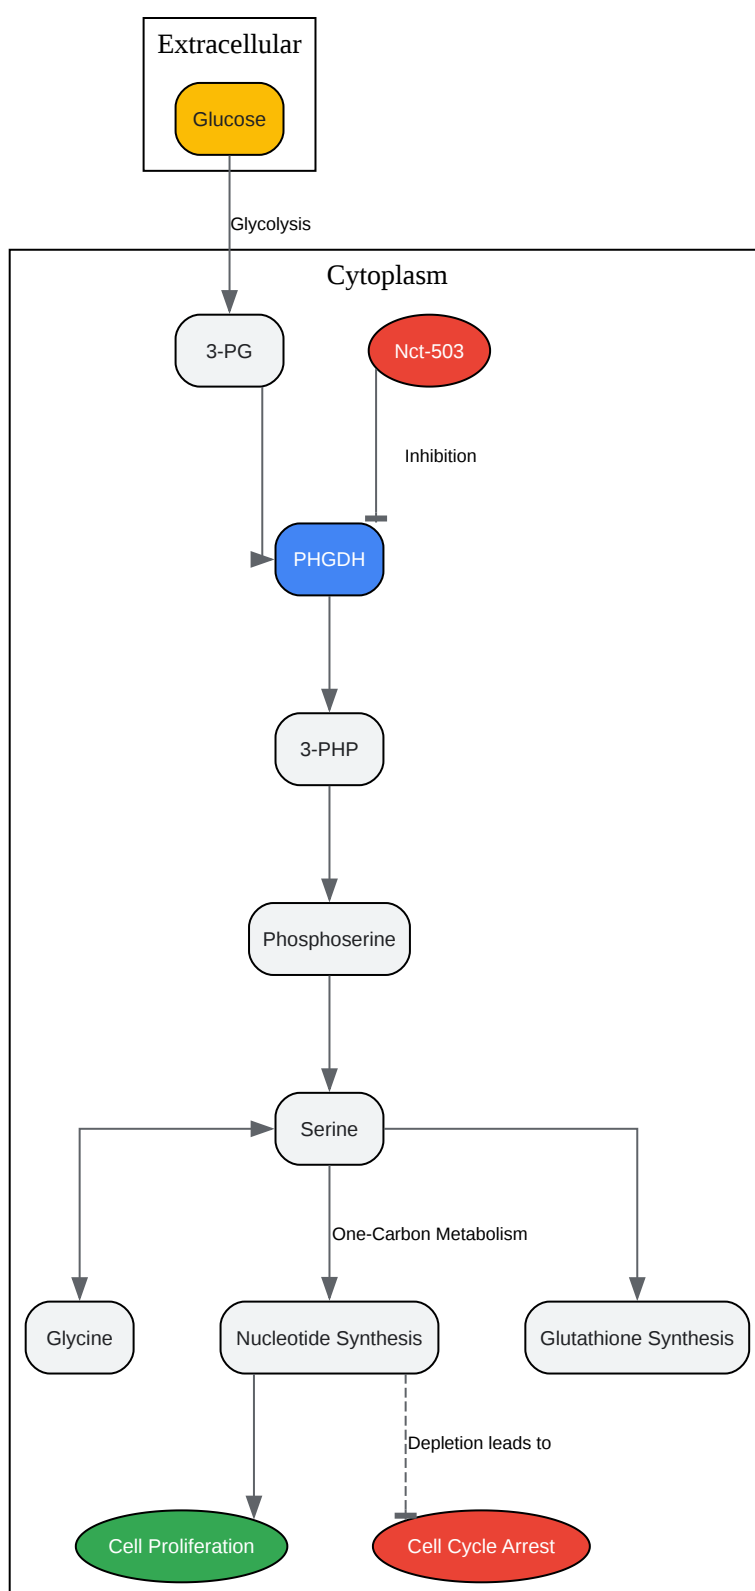 Extracellular
Glucose
Glycolysis
Cytoplasm
3-PG
Nct-503
Inhibition
PHGDH
3-PHP
Phosphoserine
Serine
One-Carbon Metabolism
Glycine
Nucleotide Synthesis
Glutathione Synthesis
Depletion leads to
Cell Proliferation
Cell Cycle Arrest